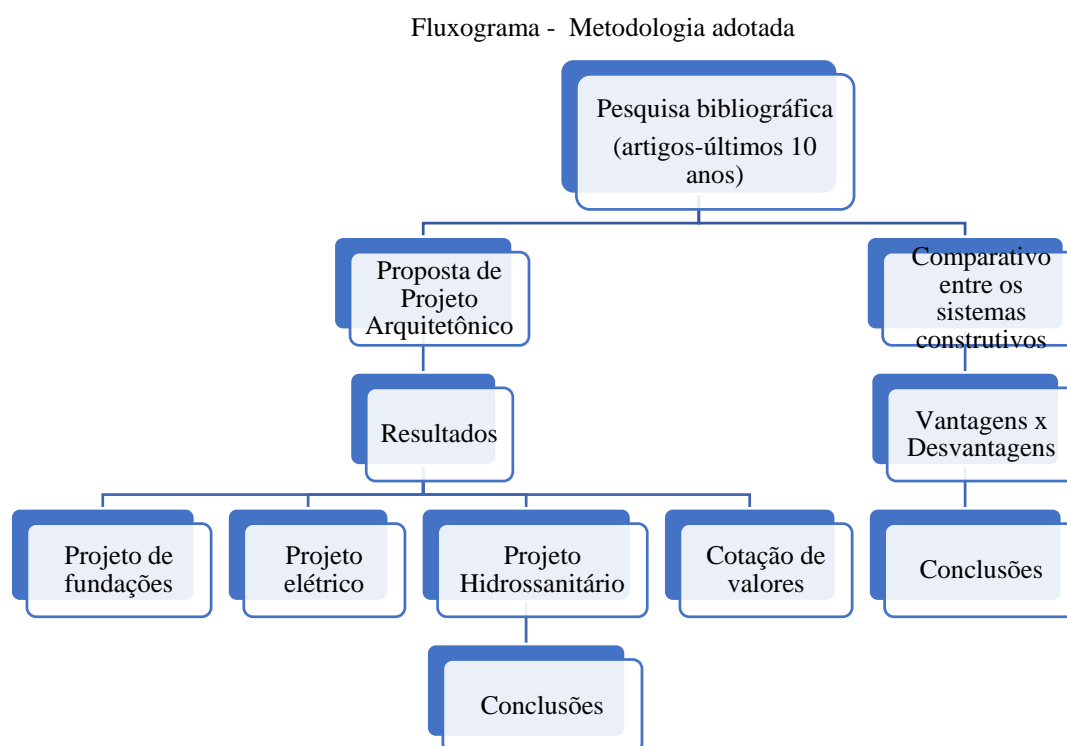 Fluxograma - Metodologia adotada
Pesquisa bibliográfica
(artigos-últimos 10
anos)
Proposta de
Projeto
Arquitetônico
Comparativo
entre os
sistemas
construtivos
Resultados
Vantagens x
Desvantagens
Projeto de
fundações
Projeto
elétrico
Projeto
Hidrossanitário
Cotação de
valores
Conclusões
Conclusões